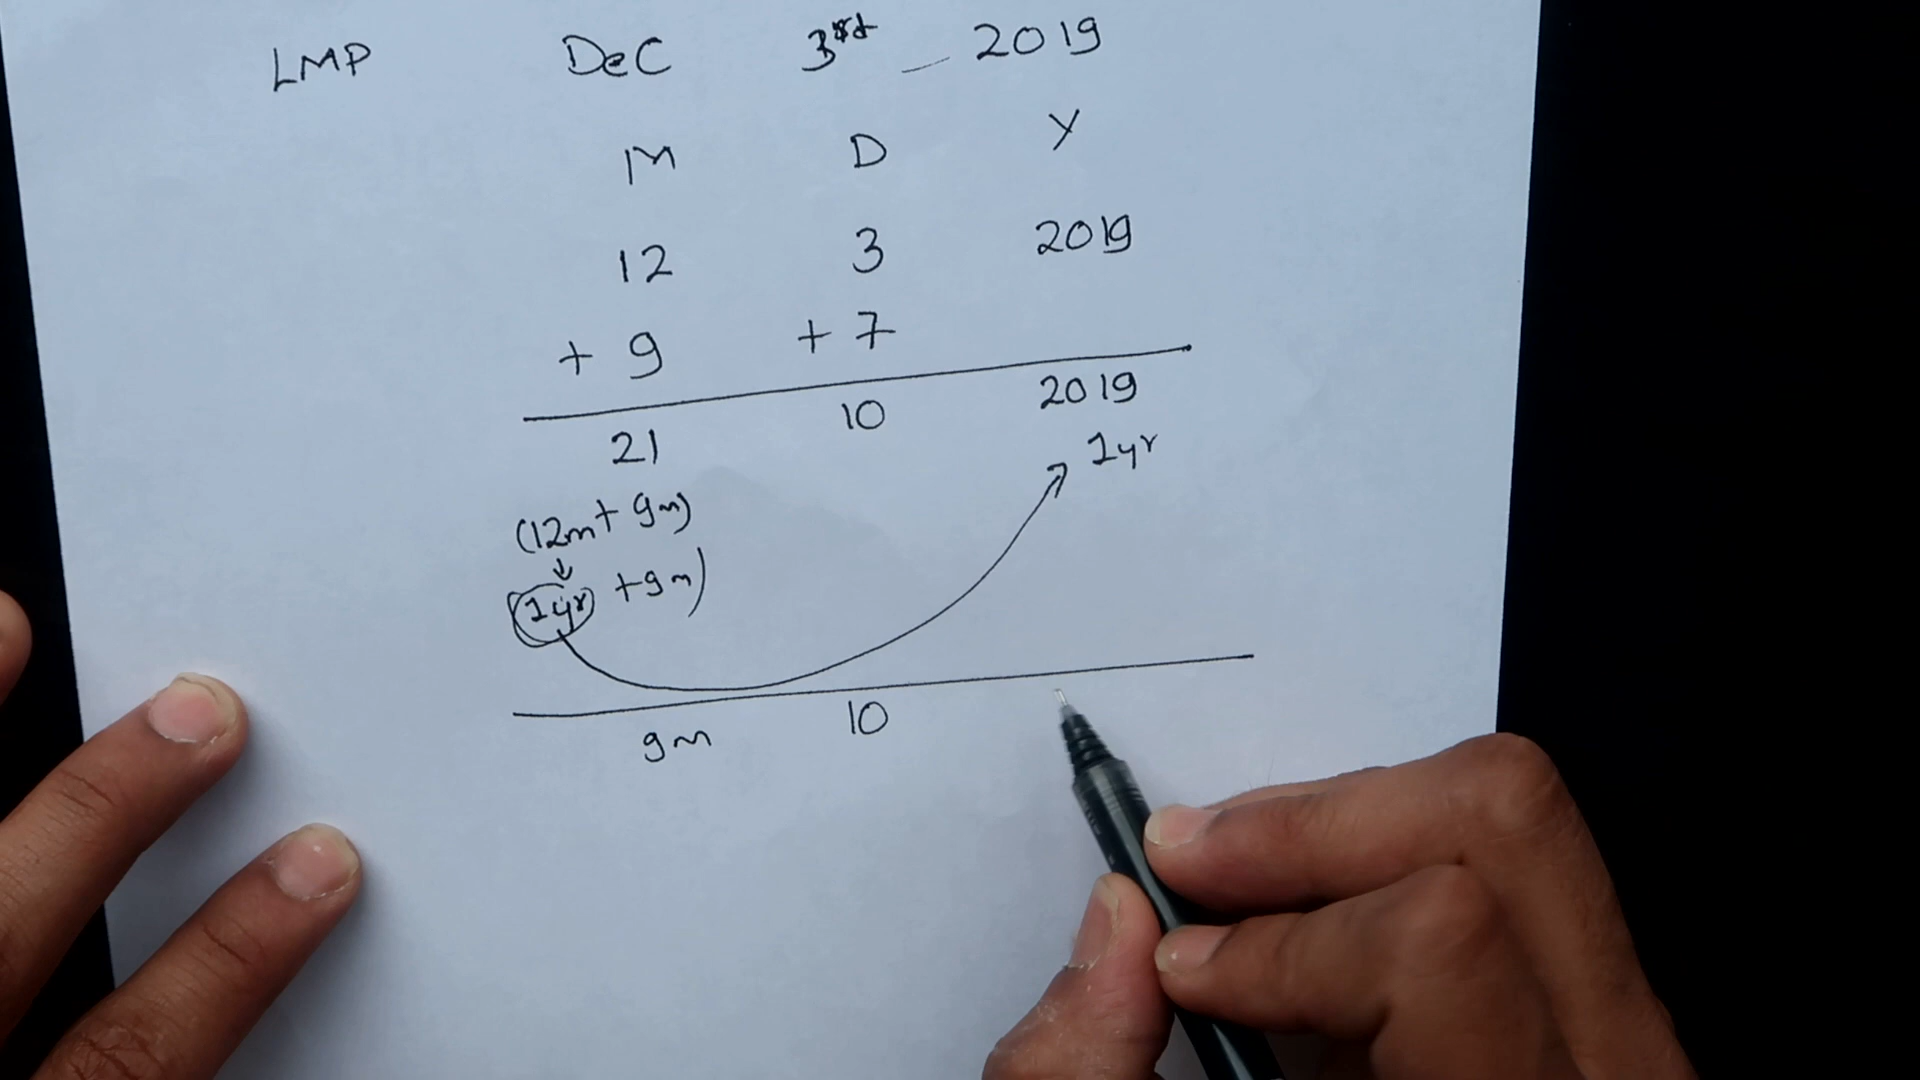 LMP DeC 3rd _ 2019
M D Y
12 3 2019
+ 9 + 7
21 10 2019
1yr
(12m + 9m)
↓
(1yr + 9m)
9m 10